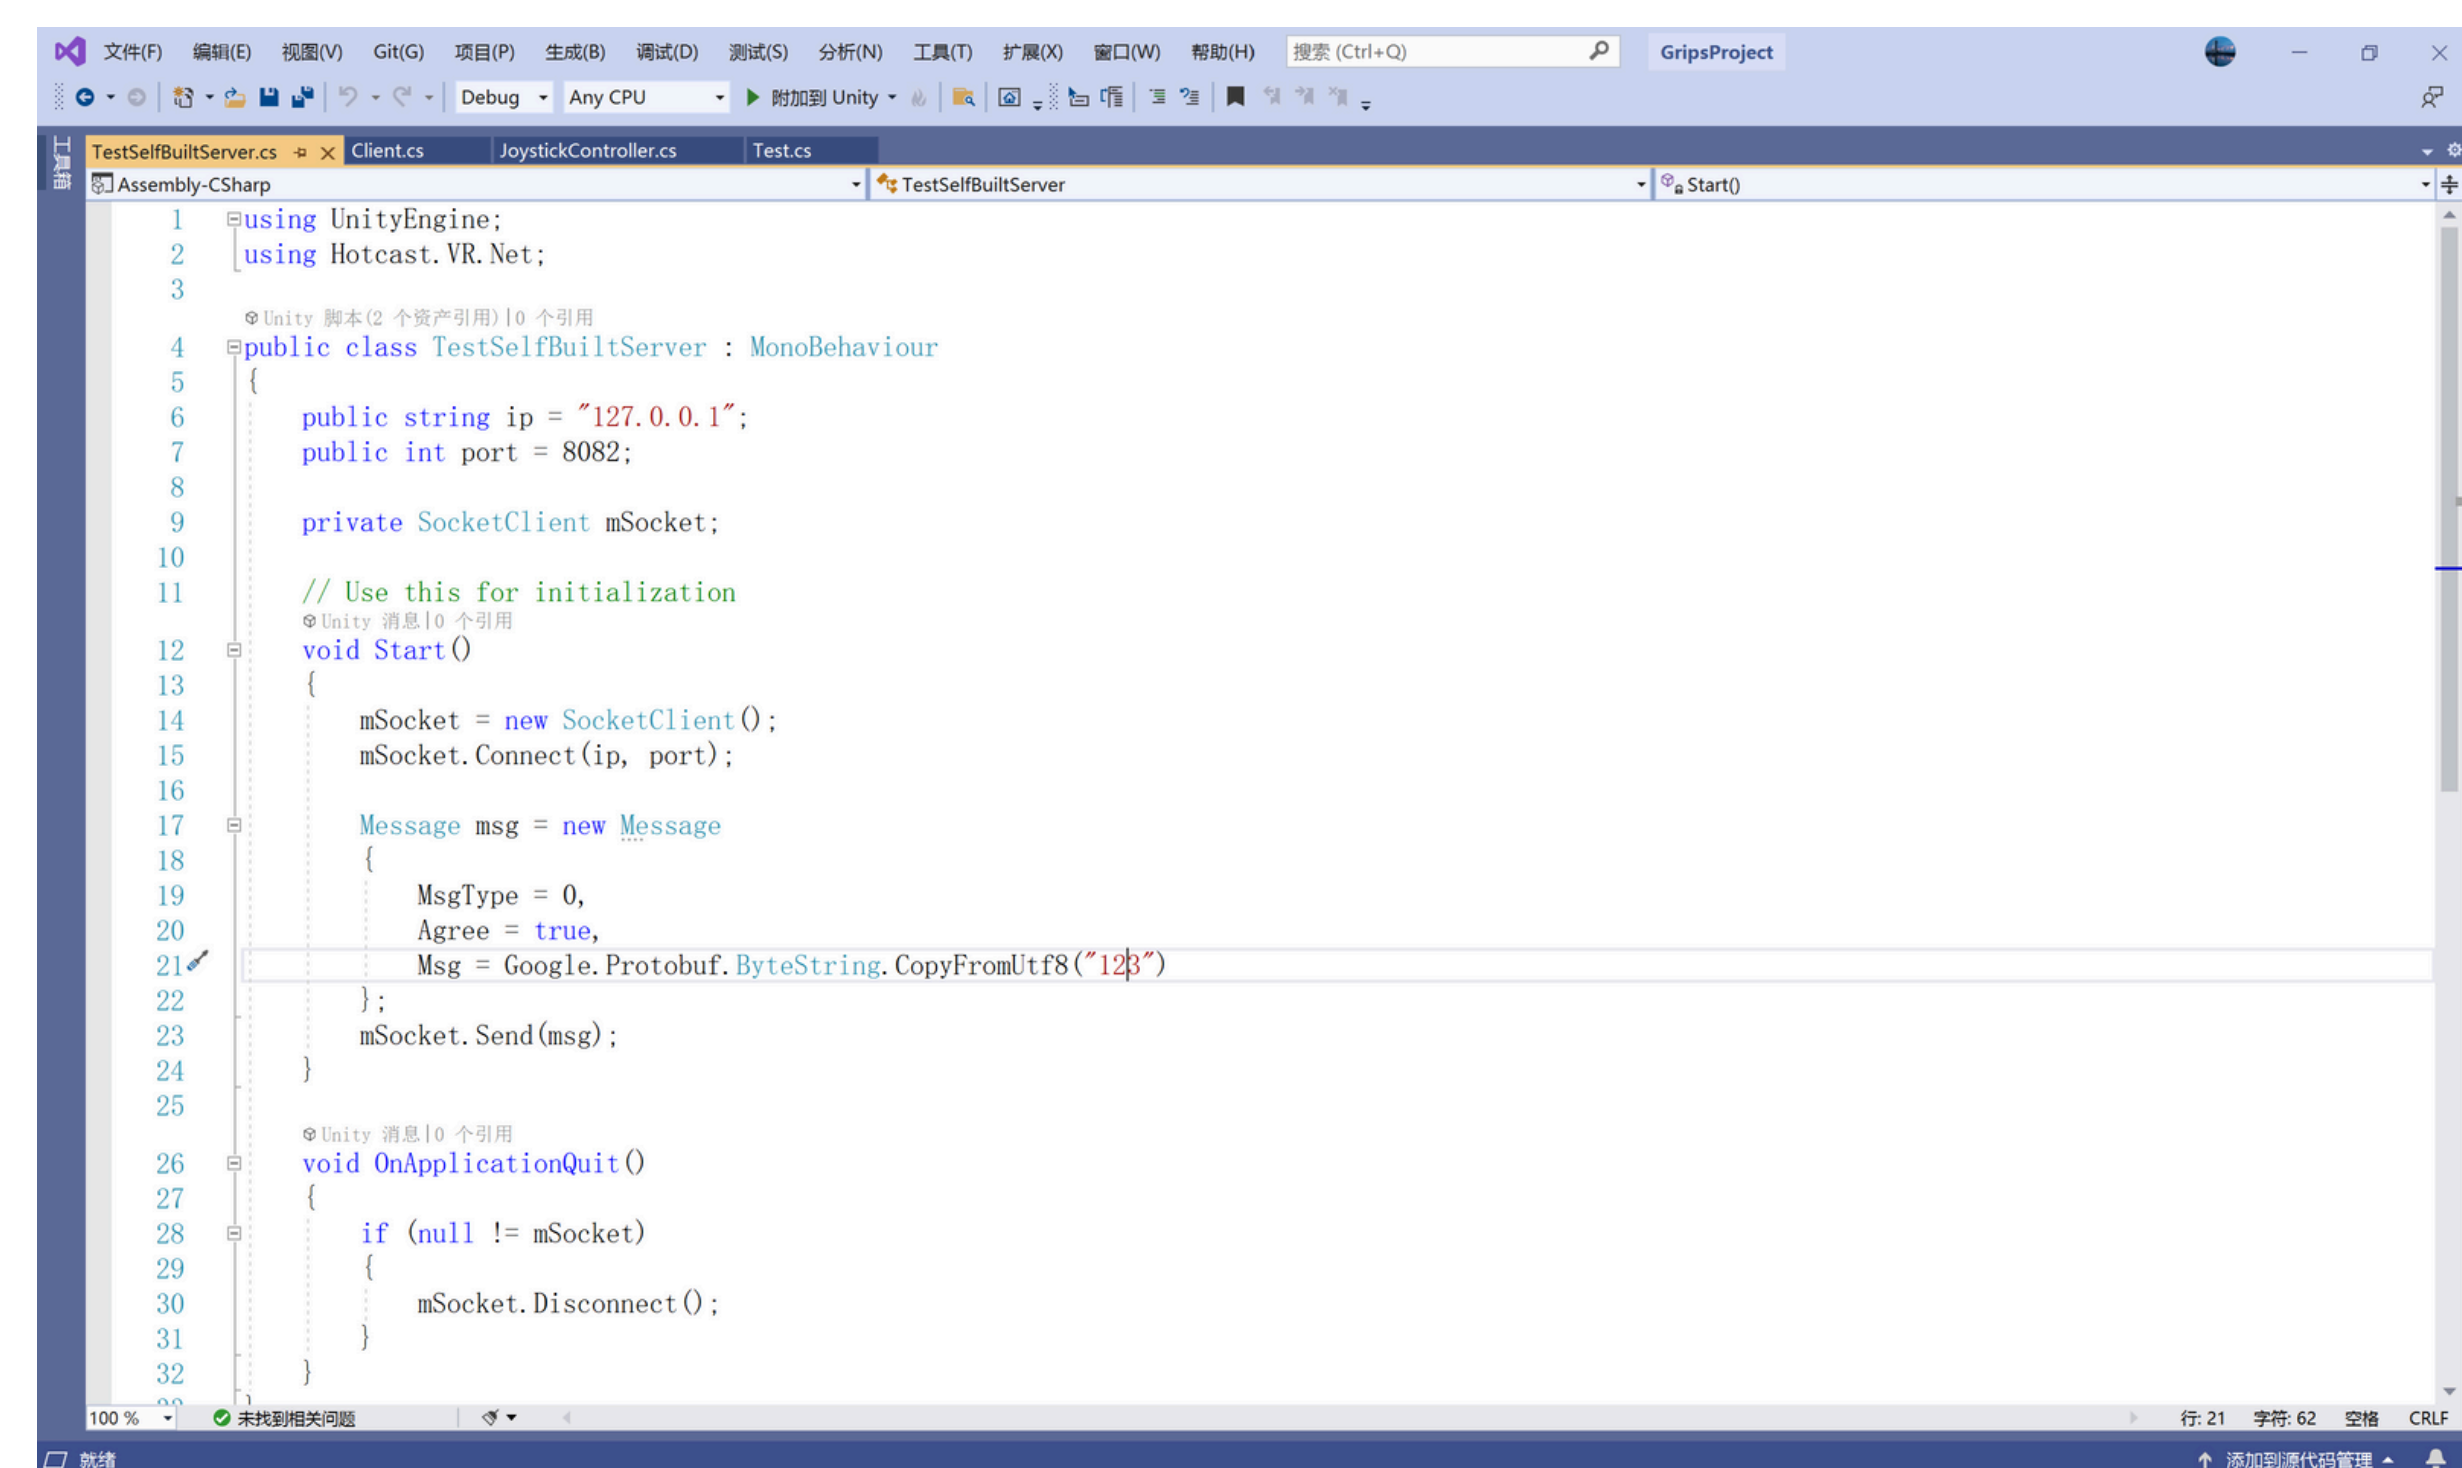 文件(F) 编辑(E) 视图(V) Git(G) 项目(P) 生成(B) 调试(D) 测试(S) 分析(N) 工具(T) 扩展(X) 窗口(W) 帮助(H) 搜索 (Ctrl+Q) GripsProject
Debug Any CPU 附加到 Unity
工具箱
TestSelfBuiltServer.cs Client.cs JoystickController.cs Test.cs
Assembly-CSharp TestSelfBuiltServer Start()
1 using UnityEngine;
2 using Hotcast.VR.Net;
3
Unity 脚本(2 个资产引用)|0 个引用
4 public class TestSelfBuiltServer : MonoBehaviour
5 {
6 public string ip = "127.0.0.1";
7 public int port = 8082;
8
9 private SocketClient mSocket;
10
11 // Use this for initialization
Unity 消息|0 个引用
12 void Start()
13 {
14 mSocket = new SocketClient();
15 mSocket.Connect(ip, port);
16
17 Message msg = new Message
18 {
19 MsgType = 0,
20 Agree = true,
21 Msg = Google.Protobuf.ByteString.CopyFromUtf8("123")
22 };
23 mSocket.Send(msg);
24 }
25
Unity 消息|0 个引用
26 void OnApplicationQuit()
27 {
28 if (null != mSocket)
29 {
30 mSocket.Disconnect();
31 }
32 }
100 % 未找到相关问题 行: 21 字符: 62 空格 CRLF
就绪 添加到源代码管理